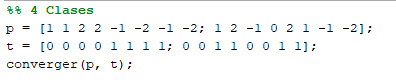 %% 4 Clases
p = [1 1 2 2 -1 -2 -1 -2; 1 2 -1 0 2 1 -1 -2];
t = [0 0 0 0 1 1 1 1; 0 0 1 1 0 0 1 1];
converger(p, t);